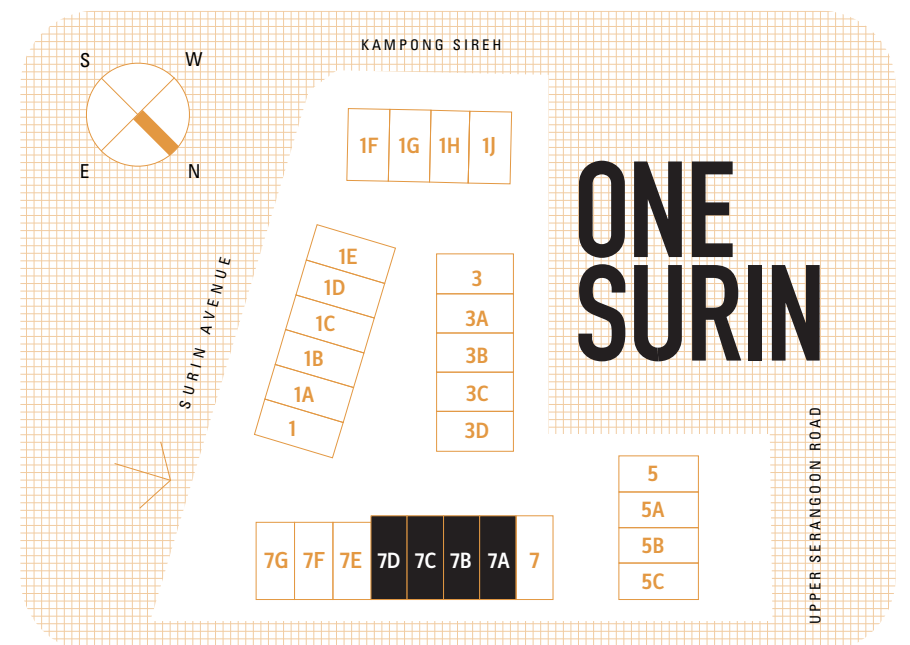 KAMPONG SIREH
S
W
E
N
1F 1G 1H 1J
ONE
SURIN
SURIN AVENUE
1E
1D
1C
1B
1A
1
3
3A
3B
3C
3D
UPPER SERANGOON ROAD
5
5A
5B
5C
7G 7F 7E 7D 7C 7B 7A 7